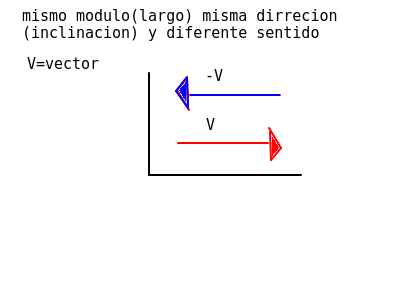 mismo modulo(largo) misma dirrecion
(inclinacion) y diferente sentido
V=vector
-V
V